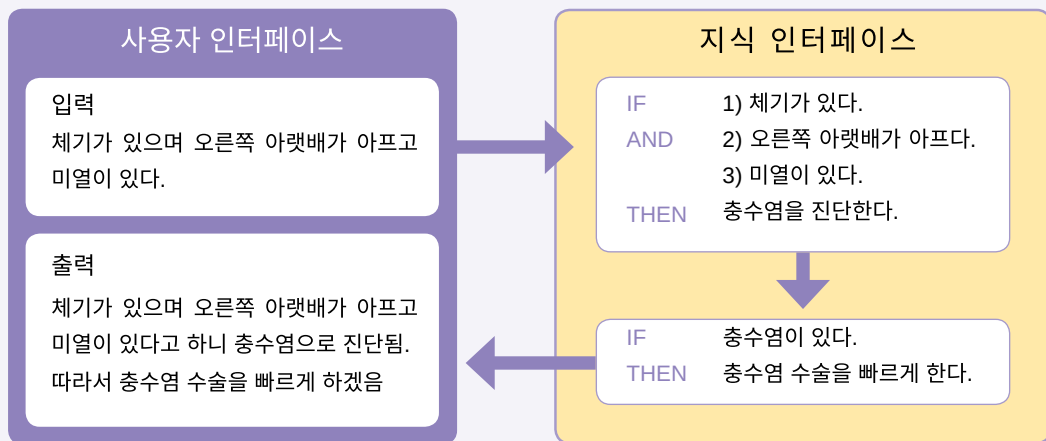 사용자 인터페이스
입력
체기가 있으며 오른쪽 아랫배가 아프고
미열이 있다.
출력
체기가 있으며 오른쪽 아랫배가 아프고
미열이 있다고 하니 충수염으로 진단됨.
따라서 충수염 수술을 빠르게 하겠음
지식 인터페이스
IF 1) 체기가 있다.
AND 2) 오른쪽 아랫배가 아프다.
3) 미열이 있다.
THEN 충수염을 진단한다.
IF 충수염이 있다.
THEN 충수염 수술을 빠르게 한다.